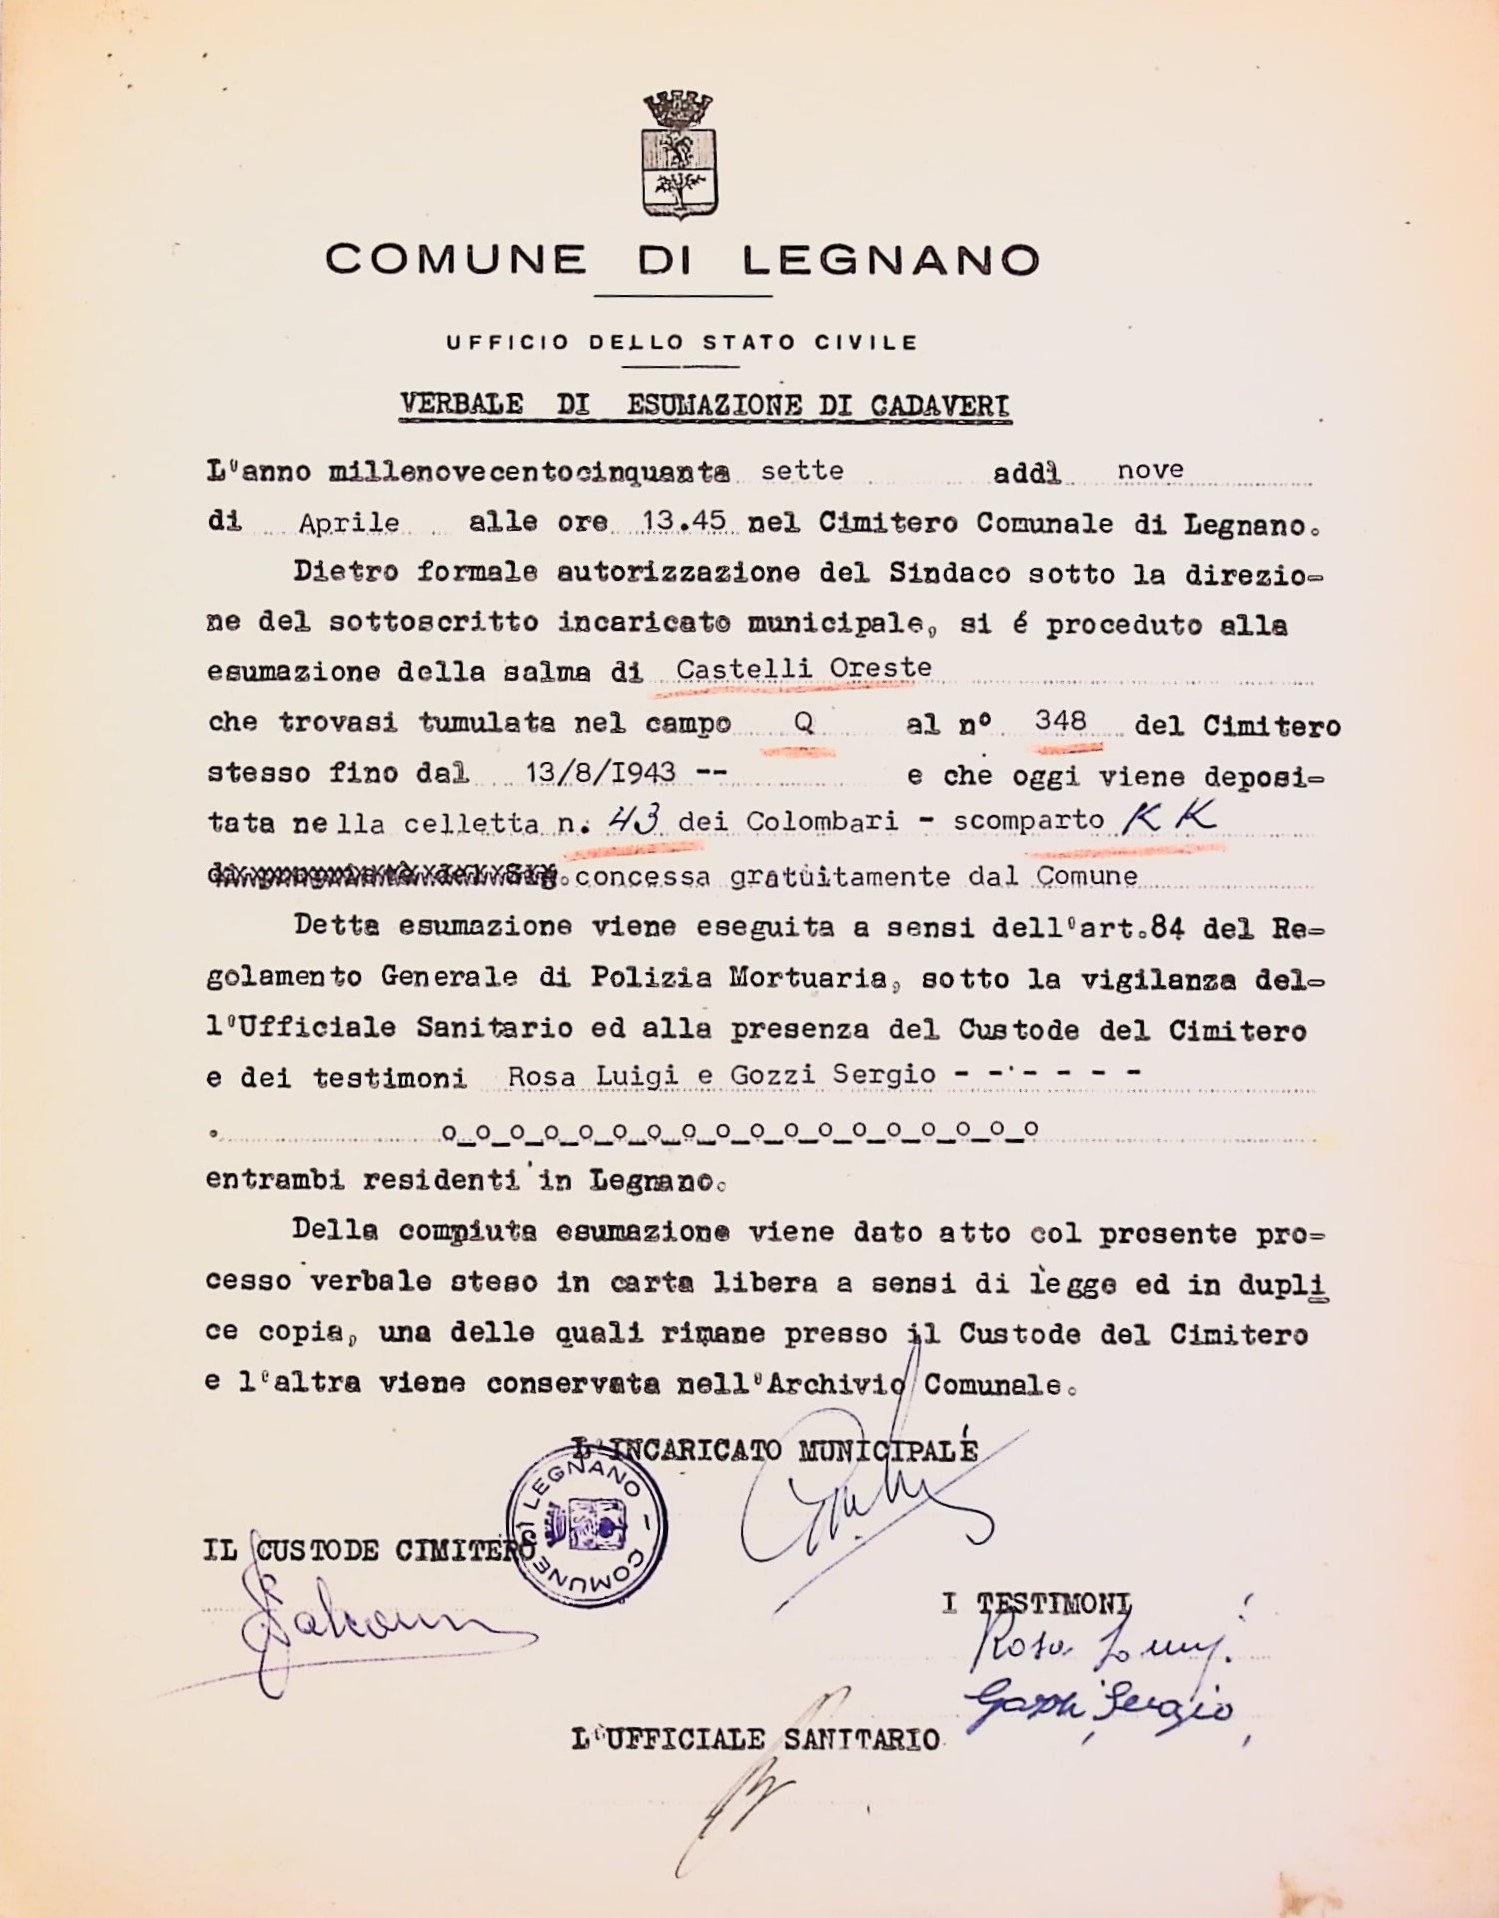 COMUNE DI LEGNANO
UFFICIO DELLO STATO CIVILE
VERBALE DI ESUMAZIONE DI CADAVERI
L'anno millenovecentocinquanta sette addì nove
di Aprile alle ore 13.45 nel Cimitero Comunale di Legnano.
Dietro formale autorizzazione del Sindaco sotto la direzio=
ne del sottoscritto incaricato municipale, si é proceduto alla
esumazione della salma di Castelli Oreste
che trovasi tumulata nel campo Q al n° 348 del Cimitero
stesso fino dal 13/8/I943 -- e che oggi viene deposi=
tata nella celletta n. 43 dei Colombari - scomparto KK
concessa gratuitamente dal Comune
Detta esumazione viene eseguita a sensi dell'art.84 del Re=
golamento Generale di Polizia Mortuaria, sotto la vigilanza del=
l'Ufficiale Sanitario ed alla presenza del Custode del Cimitero
e dei testimoni Rosa Luigi e Gozzi Sergio - - - - - -
o_o_o_o_o_o_o_o_o_o_o_o_o_o_o_o_o_o
entrambi residenti in Legnano.
Della compiuta esumazione viene dato atto col presente pro=
cesso verbale steso in carta libera a sensi di legge ed in dupli
ce copia, una delle quali rimane presso il Custode del Cimitero
e l'altra viene conservata nell'Archivio Comunale.
L'INCARICATO MUNICIPALE
COMUNE DI LEGNANO -
IL CUSTODE CIMITERO
I TESTIMONI
Rosa Luigi
Gozzi Sergio
L'UFFICIALE SANITARIO